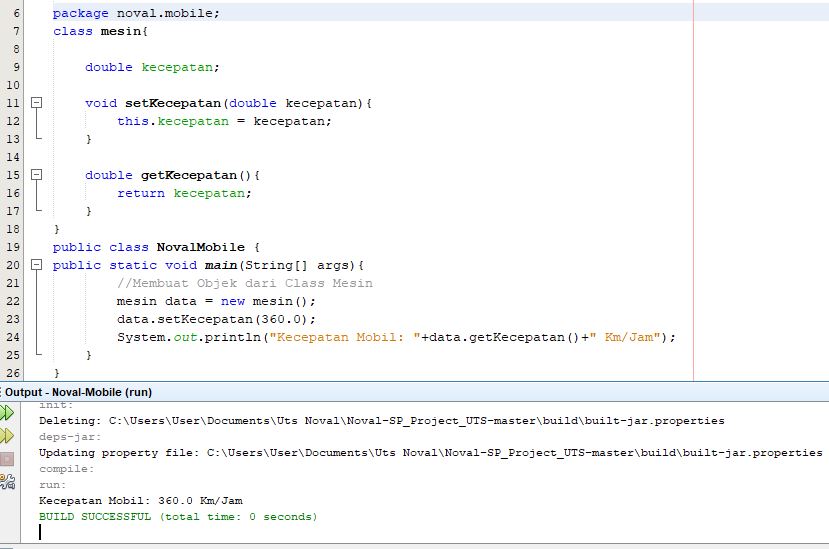 6 package noval.mobile;
7 class mesin{
8
9 double kecepatan;
10
11 void setKecepatan(double kecepatan){
12 this.kecepatan = kecepatan;
13 }
14
15 double getKecepatan(){
16 return kecepatan;
17 }
18 }
19 public class NovalMobile {
20 public static void main(String[] args){
21 //Membuat Objek dari Class Mesin
22 mesin data = new mesin();
23 data.setKecepatan(360.0);
24 System.out.println("Kecepatan Mobil: "+data.getKecepatan()+" Km/Jam");
25 }
26 }
Output - Noval-Mobile (run)
init:
Deleting: C:\Users\User\Documents\Uts Noval\Noval-SP_Project_UTS-master\build\built-jar.properties
deps-jar:
Updating property file: C:\Users\User\Documents\Uts Noval\Noval-SP_Project_UTS-master\build\built-jar.properties
compile:
run:
Kecepatan Mobil: 360.0 Km/Jam
BUILD SUCCESSFUL (total time: 0 seconds)